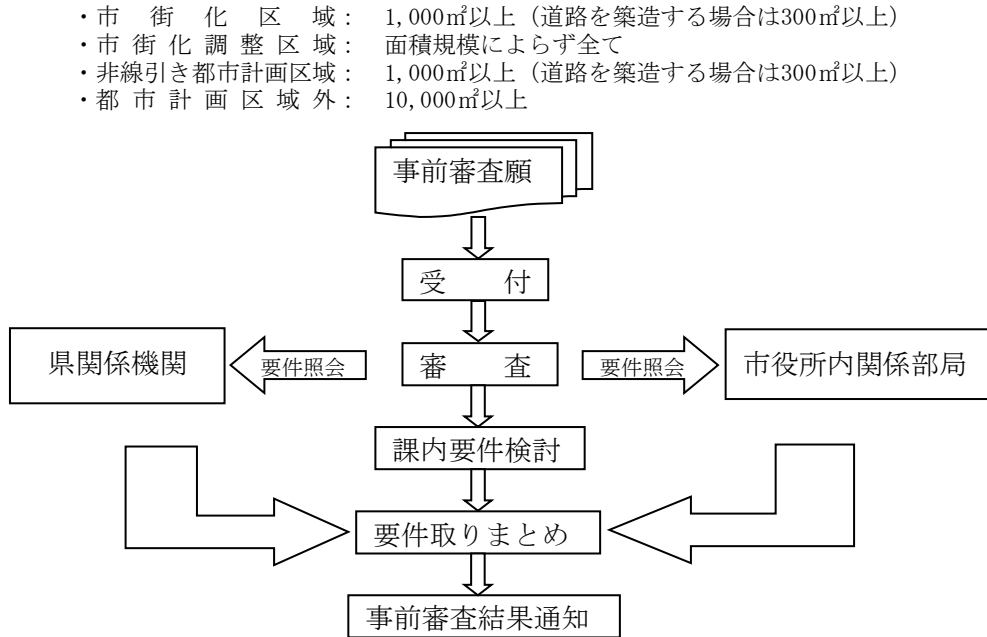 ・市街化区域： 1,000㎡以上（道路を築造する場合は300㎡以上）
・市街化調整区域： 面積規模によらず全て
・非線引き都市計画区域： 1,000㎡以上（道路を築造する場合は300㎡以上）
・都市計画区域外： 10,000㎡以上
事前審査願
受付
県関係機関
要件照会
審査
要件照会
市役所内関係部局
課内要件検討
要件取りまとめ
事前審査結果通知